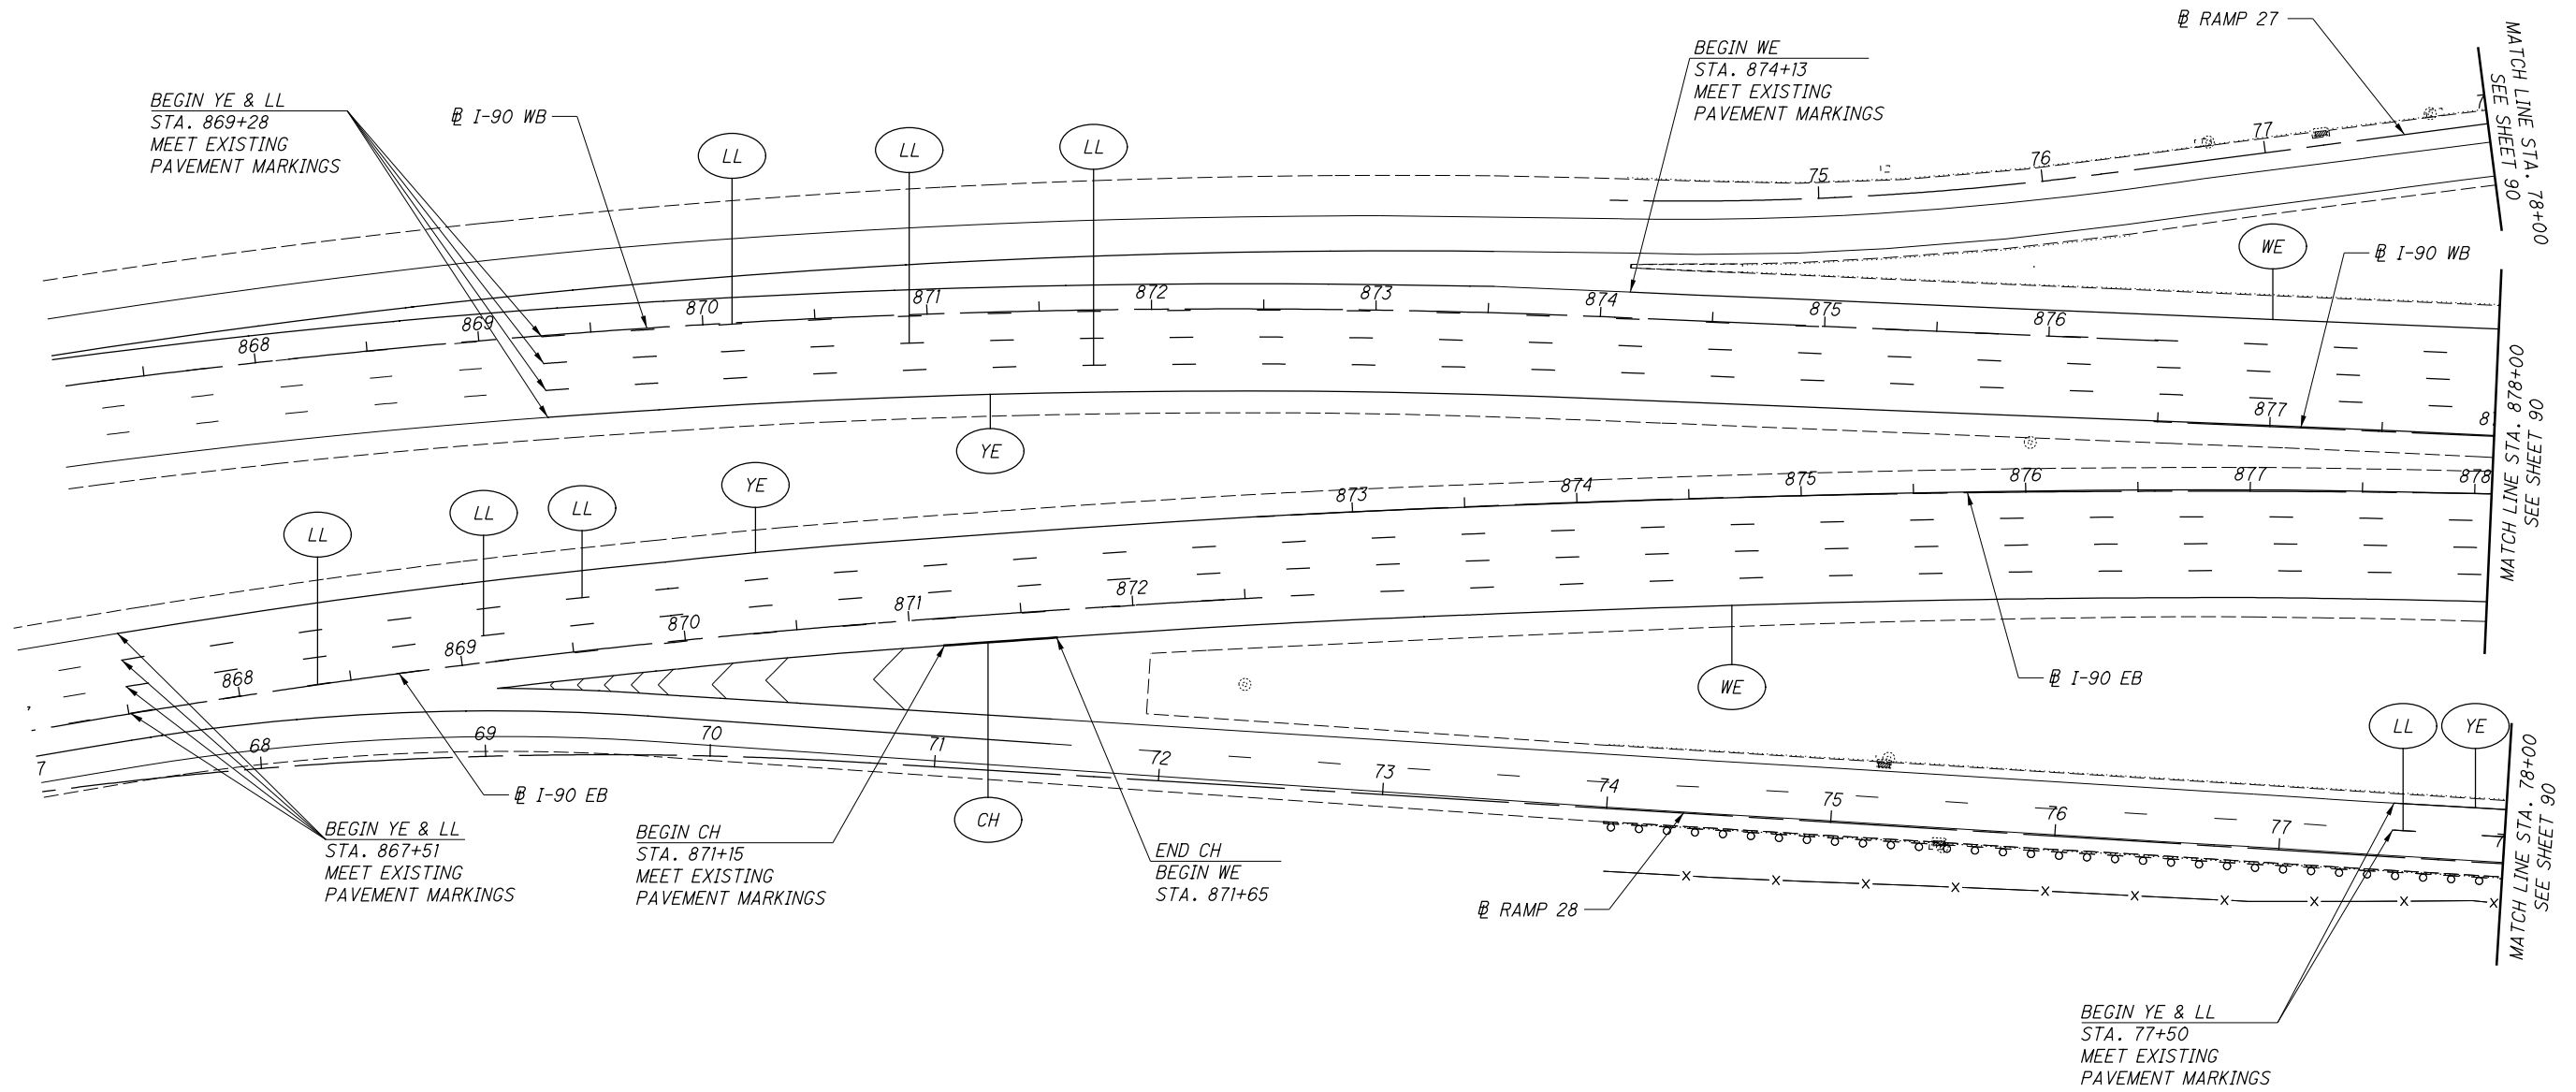 ℄ RAMP 27
MATCH LINE STA. 78+00
SEE SHEET 90
BEGIN WE
STA. 874+13
MEET EXISTING
PAVEMENT MARKINGS
BEGIN YE & LL
STA. 869+28
MEET EXISTING
PAVEMENT MARKINGS
℄ I-90 WB
LL
LL
LL
75
76
77
7
WE
℄ I-90 WB
868
869
870
871
872
873
874
875
876
877
87
YE
MATCH LINE STA. 878+00
SEE SHEET 90
LL
LL
LL
YE
873
874
875
876
877
878
868
869
870
871
872
WE
℄ I-90 EB
7
68
69
70
71
72
73
74
75
76
77
7
LL
YE
℄ I-90 EB
CH
BEGIN YE & LL
STA. 867+51
MEET EXISTING
PAVEMENT MARKINGS
BEGIN CH
STA. 871+15
MEET EXISTING
PAVEMENT MARKINGS
END CH
BEGIN WE
STA. 871+65
℄ RAMP 28
X X X X X X X X X X
MATCH LINE STA. 78+00
SEE SHEET 90
BEGIN YE & LL
STA. 77+50
MEET EXISTING
PAVEMENT MARKINGS